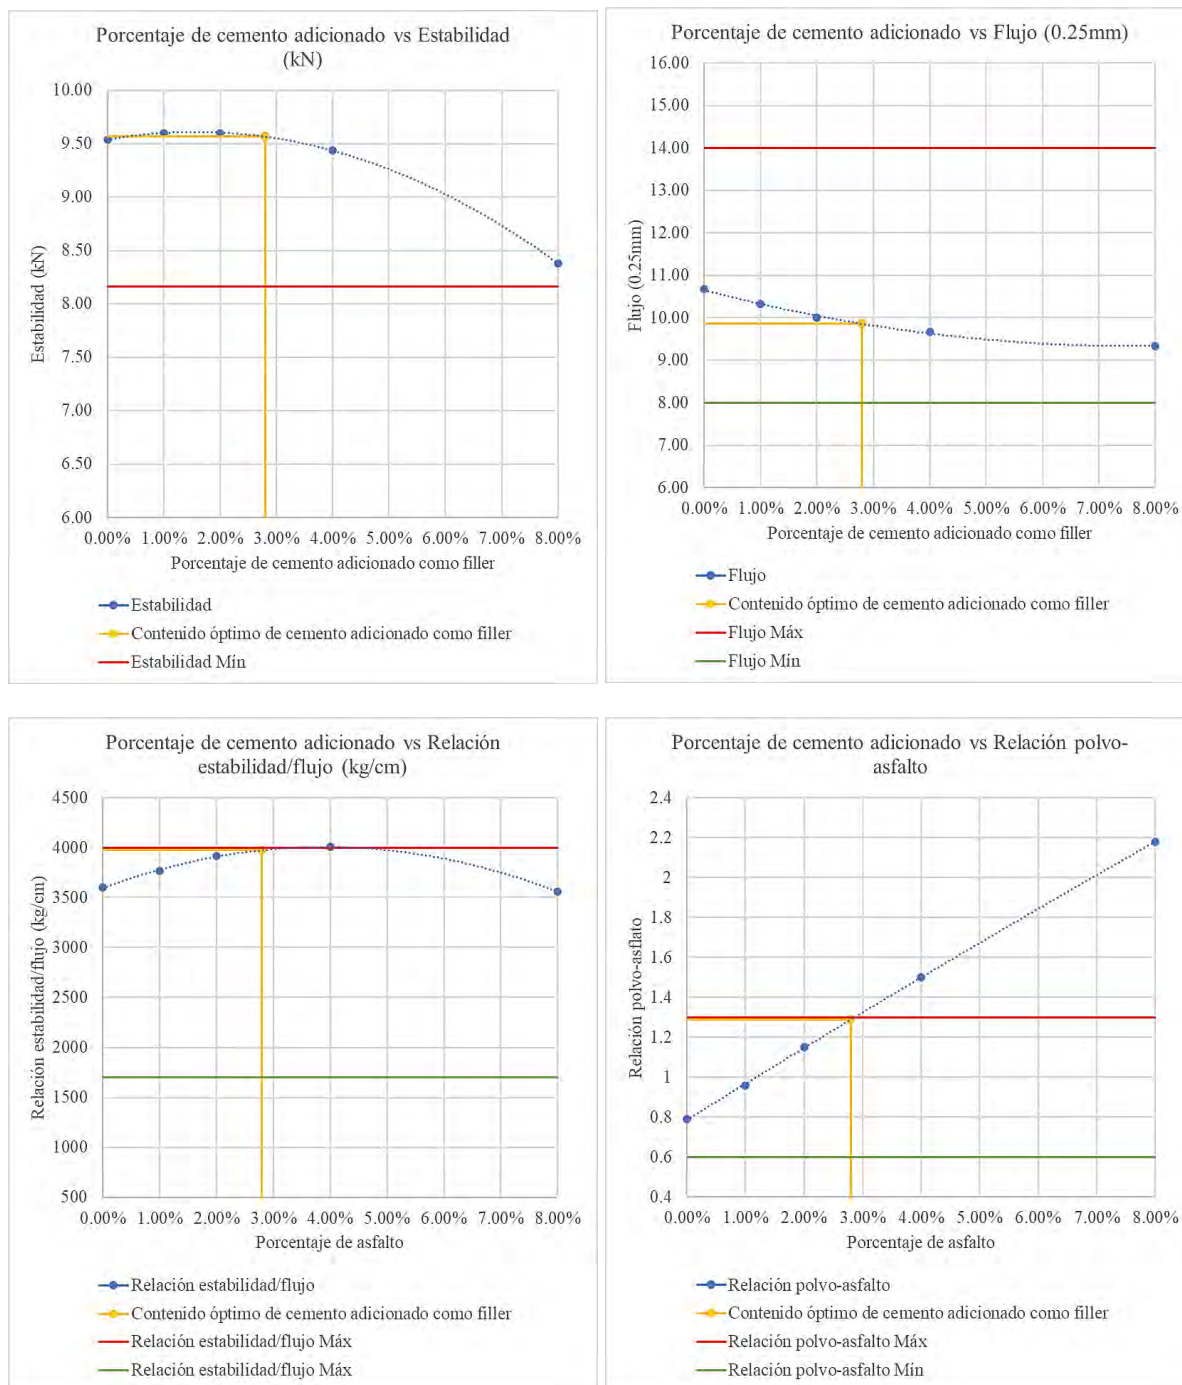 Porcentaje de cemento adicionado vs Estabilidad
(kN)
10.00
9.50
9.00
8.50
8.00
7.50
7.00
6.50
6.00
Estabilidad (kN)
0.00% 1.00% 2.00% 3.00% 4.00% 5.00% 6.00% 7.00% 8.00%
Porcentaje de cemento adicionado como filler
Estabilidad
Contenido óptimo de cemento adicionado como filler
Estabilidad Mín
Porcentaje de cemento adicionado vs Flujo (0.25mm)
16.00
15.00
14.00
13.00
12.00
11.00
10.00
9.00
8.00
7.00
6.00
Flujo (0.25mm)
0.00% 1.00% 2.00% 3.00% 4.00% 5.00% 6.00% 7.00% 8.00%
Porcentaje de cemento adicionado como filler
Flujo
Contenido óptimo de cemento adicionado como filler
Flujo Máx
Flujo Mín
Porcentaje de cemento adicionado vs Relación
estabilidad/flujo (kg/cm)
4500
4000
3500
3000
2500
2000
1500
1000
500
Relación estabilidad/flujo (kg/cm)
0.00% 1.00% 2.00% 3.00% 4.00% 5.00% 6.00% 7.00% 8.00%
Porcentaje de asfalto
Relación estabilidad/flujo
Contenido óptimo de cemento adicionado como filler
Relación estabilidad/flujo Máx
Relación estabilidad/flujo Máx
Porcentaje de cemento adicionado vs Relación polvo-
asfalto
2.4
2.2
2
1.8
1.6
1.4
1.2
1
0.8
0.6
0.4
Relación polvo-asflato
0.00% 1.00% 2.00% 3.00% 4.00% 5.00% 6.00% 7.00% 8.00%
Porcentaje de asfalto
Relación polvo-asfalto
Contenido óptimo de cemento adicionado como filler
Relación polvo-asfalto Máx
Relación polvo-asfalto Mín